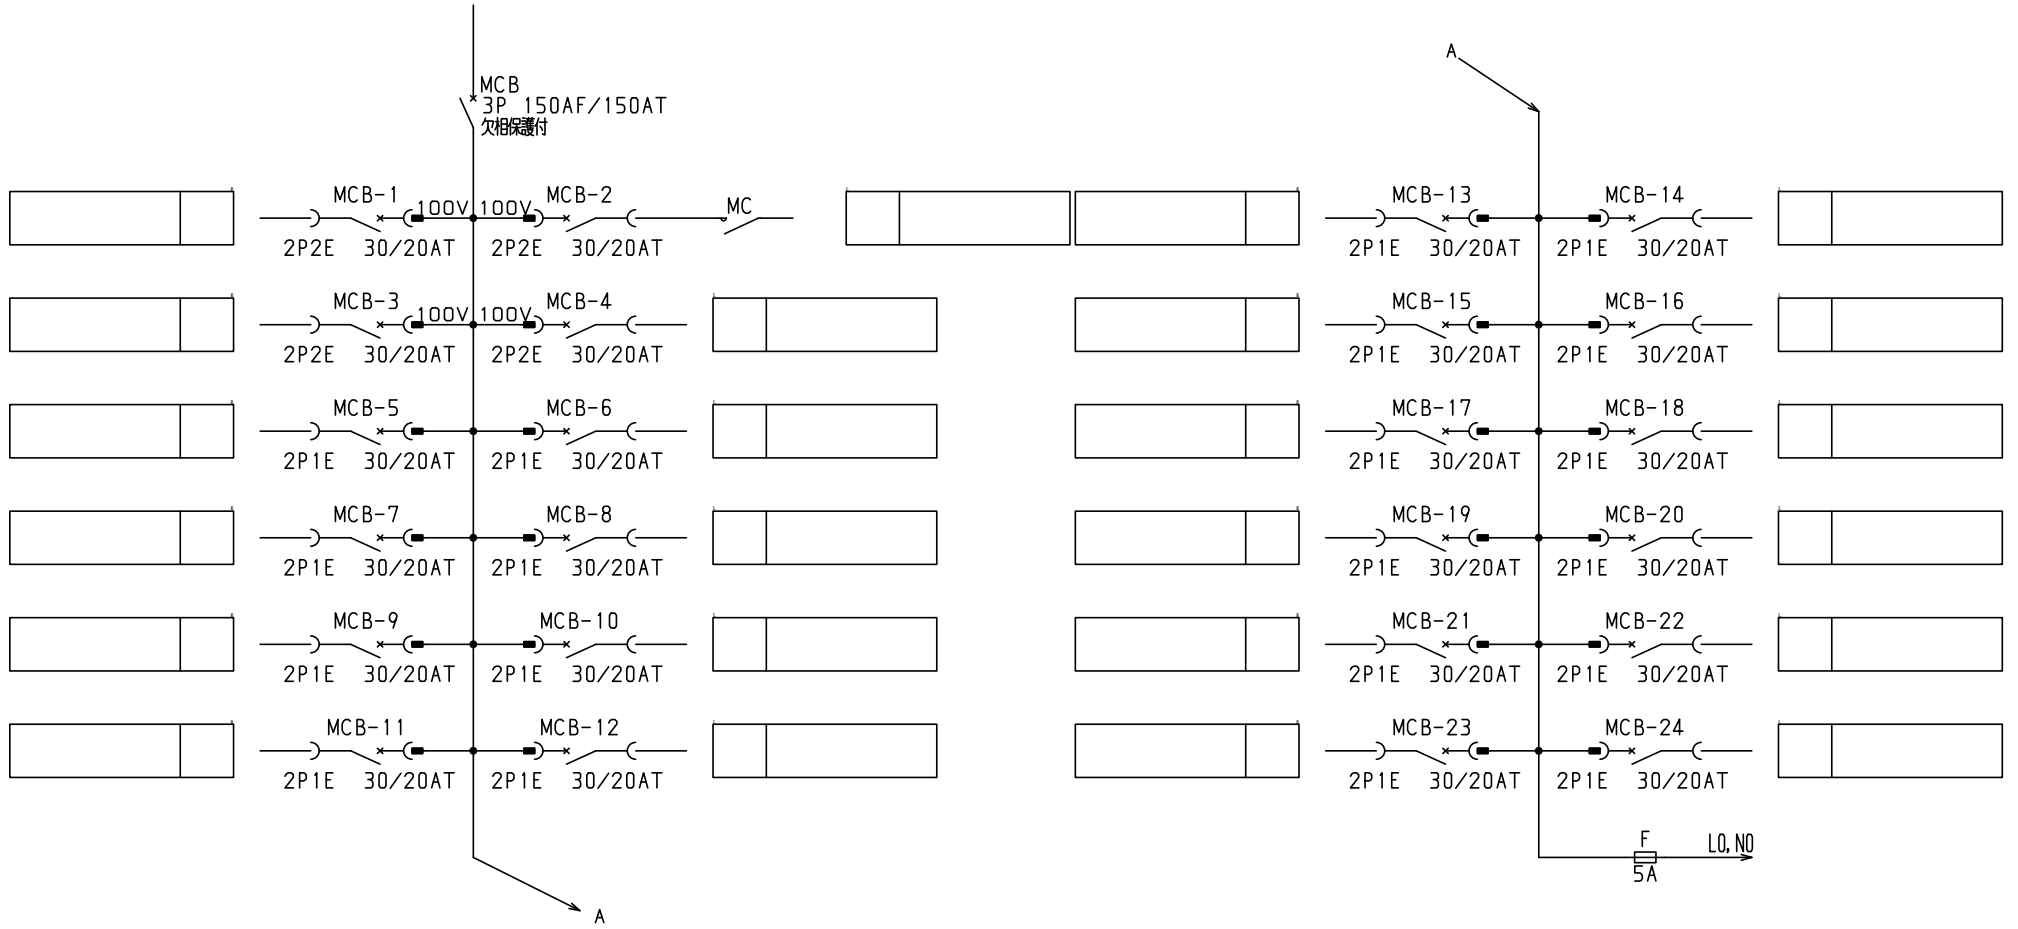 MCB
3P 150AF/150AT
欠相保護付
MCB-1 100V 100V MCB-2 MC
2P2E 30/20AT 2P2E 30/20AT
MCB-3 100V 100V MCB-4
2P2E 30/20AT 2P2E 30/20AT
MCB-5 MCB-6
2P1E 30/20AT 2P1E 30/20AT
MCB-7 MCB-8
2P1E 30/20AT 2P1E 30/20AT
MCB-9 MCB-10
2P1E 30/20AT 2P1E 30/20AT
MCB-11 MCB-12
2P1E 30/20AT 2P1E 30/20AT
A
A
MCB-13 MCB-14
2P1E 30/20AT 2P1E 30/20AT
MCB-15 MCB-16
2P1E 30/20AT 2P1E 30/20AT
MCB-17 MCB-18
2P1E 30/20AT 2P1E 30/20AT
MCB-19 MCB-20
2P1E 30/20AT 2P1E 30/20AT
MCB-21 MCB-22
2P1E 30/20AT 2P1E 30/20AT
MCB-23 MCB-24
2P1E 30/20AT 2P1E 30/20AT
F L0,N0
5A